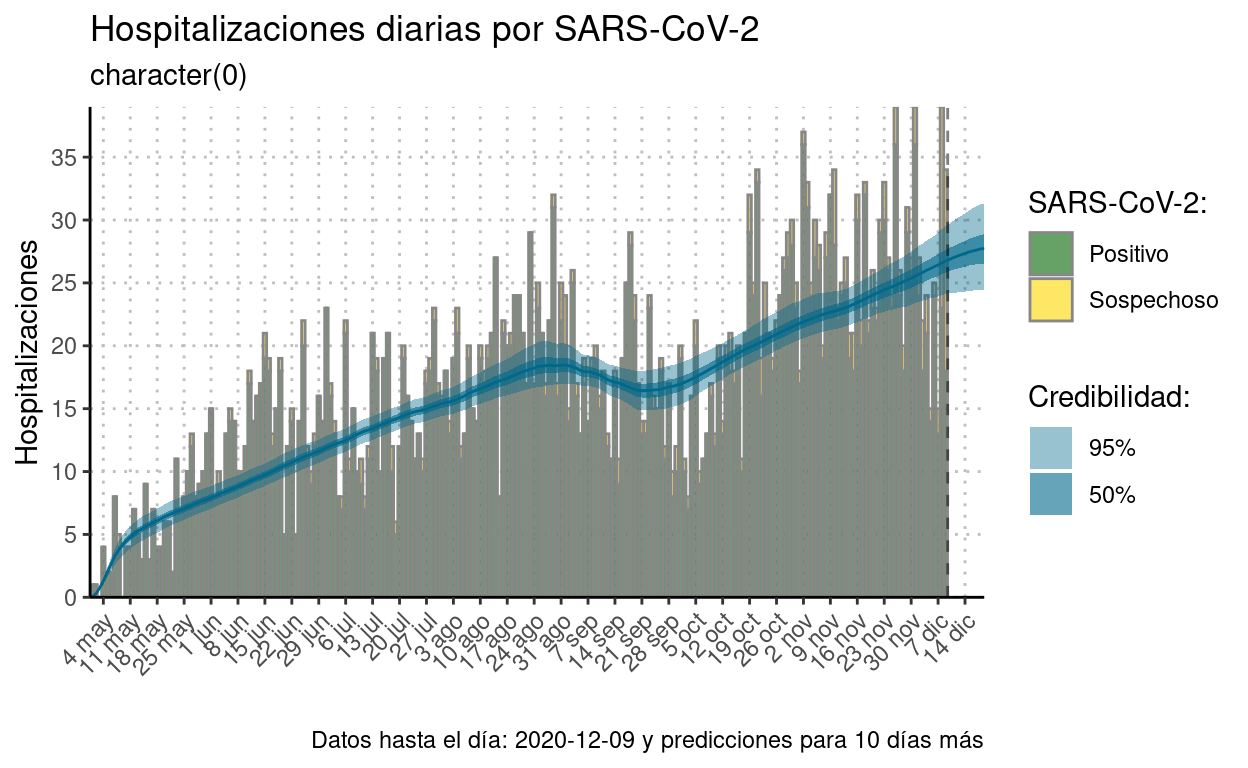 Hospitalizaciones diarias por SARS-CoV-2
character(0)
Hospitalizaciones
35
30
25
20
15
10
5
0
4 may
11 may
18 may
25 may
1 jun
8 jun
15 jun
22 jun
29 jun
6 jul
13 jul
20 jul
27 jul
3 ago
10 ago
17 ago
24 ago
31 ago
7 sep
14 sep
21 sep
28 sep
5 oct
12 oct
19 oct
26 oct
2 nov
9 nov
16 nov
23 nov
30 nov
7 dic
14 dic
SARS-CoV-2:
Positivo
Sospechoso
Credibilidad:
95%
50%
Datos hasta el día: 2020-12-09 y predicciones para 10 días más